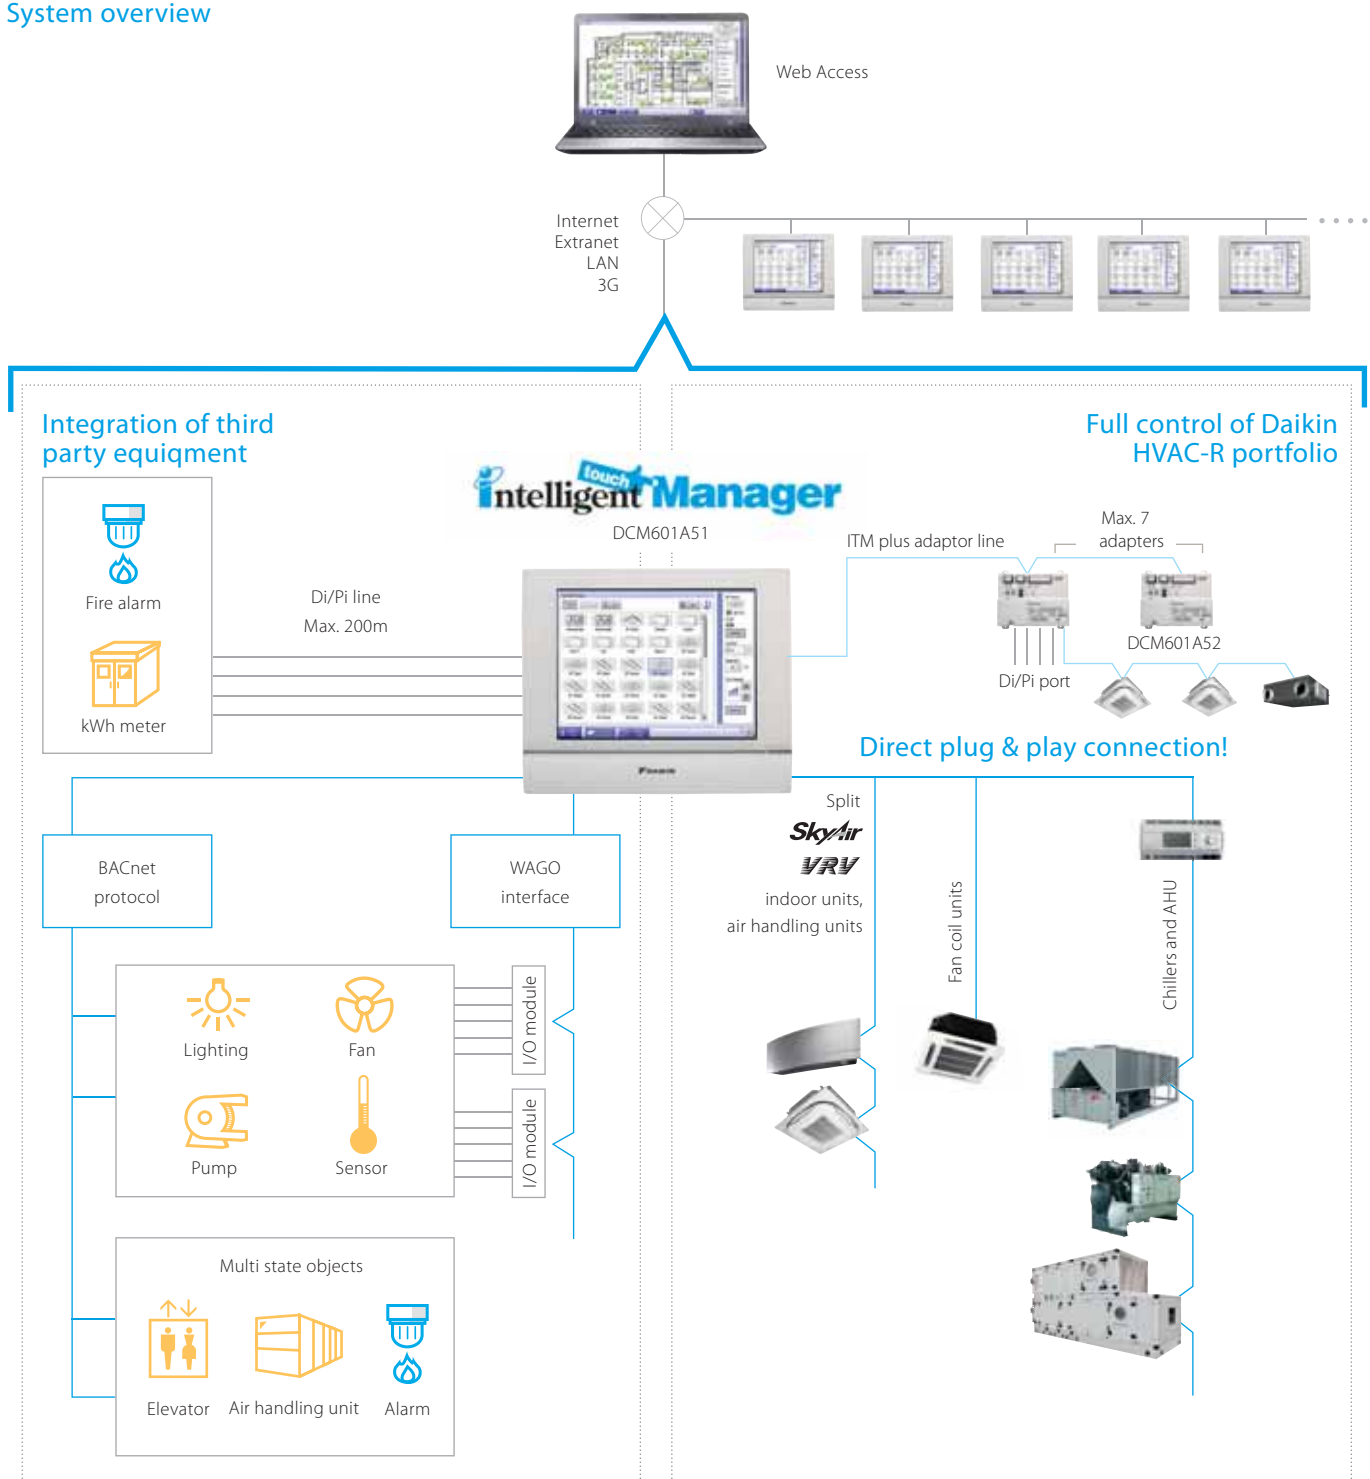 System overview
Web Access
Internet
Extranet
LAN
3G
Integration of third
party equiqment
Full control of Daikin
HVAC-R portfolio
intelligent touch Manager
DCM601A51
ITM plus adaptor line
Max. 7
adapters
DCM601A52
Di/Pi port
Fire alarm
kWh meter
Di/Pi line
Max. 200m
DAIKIN
Direct plug & play connection!
BACnet
protocol
WAGO
interface
Split
SkyAir
VRV
indoor units,
air handling units
Fan coil units
Chillers and AHU
Lighting
Fan
Pump
Sensor
I/O module
I/O module
Multi state objects
Elevator
Air handling unit
Alarm